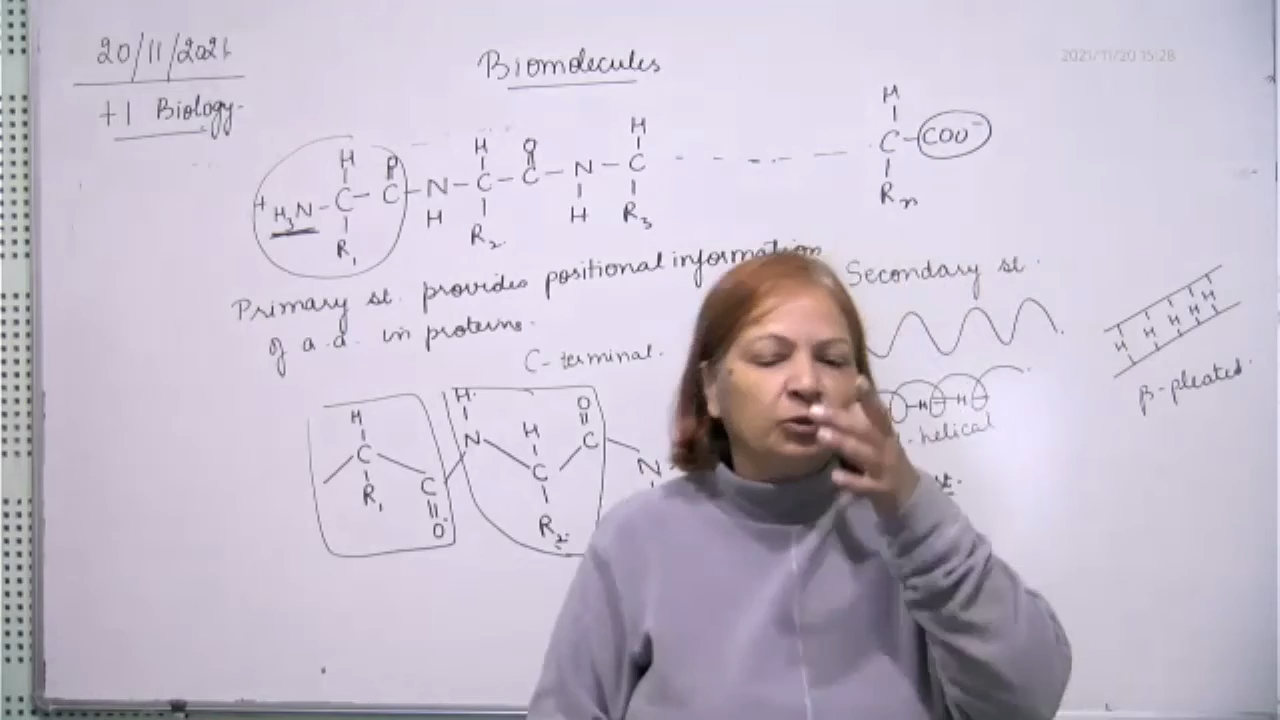 20/11/2021
+1 Biology.
Biomolecules
2021/11/20 15:28
H H O H H
+H3N - C - C - N - C - C - N - C - - - - - C - COO-
R1 H R2 H R3 Rn
Primary st. provides positional information
of a.a. in proteins.
C-terminal.
Secondary st.
H H
helical
H H H H
β-pleated.
st.
H H H O
C N C C N
R1 C R2
O